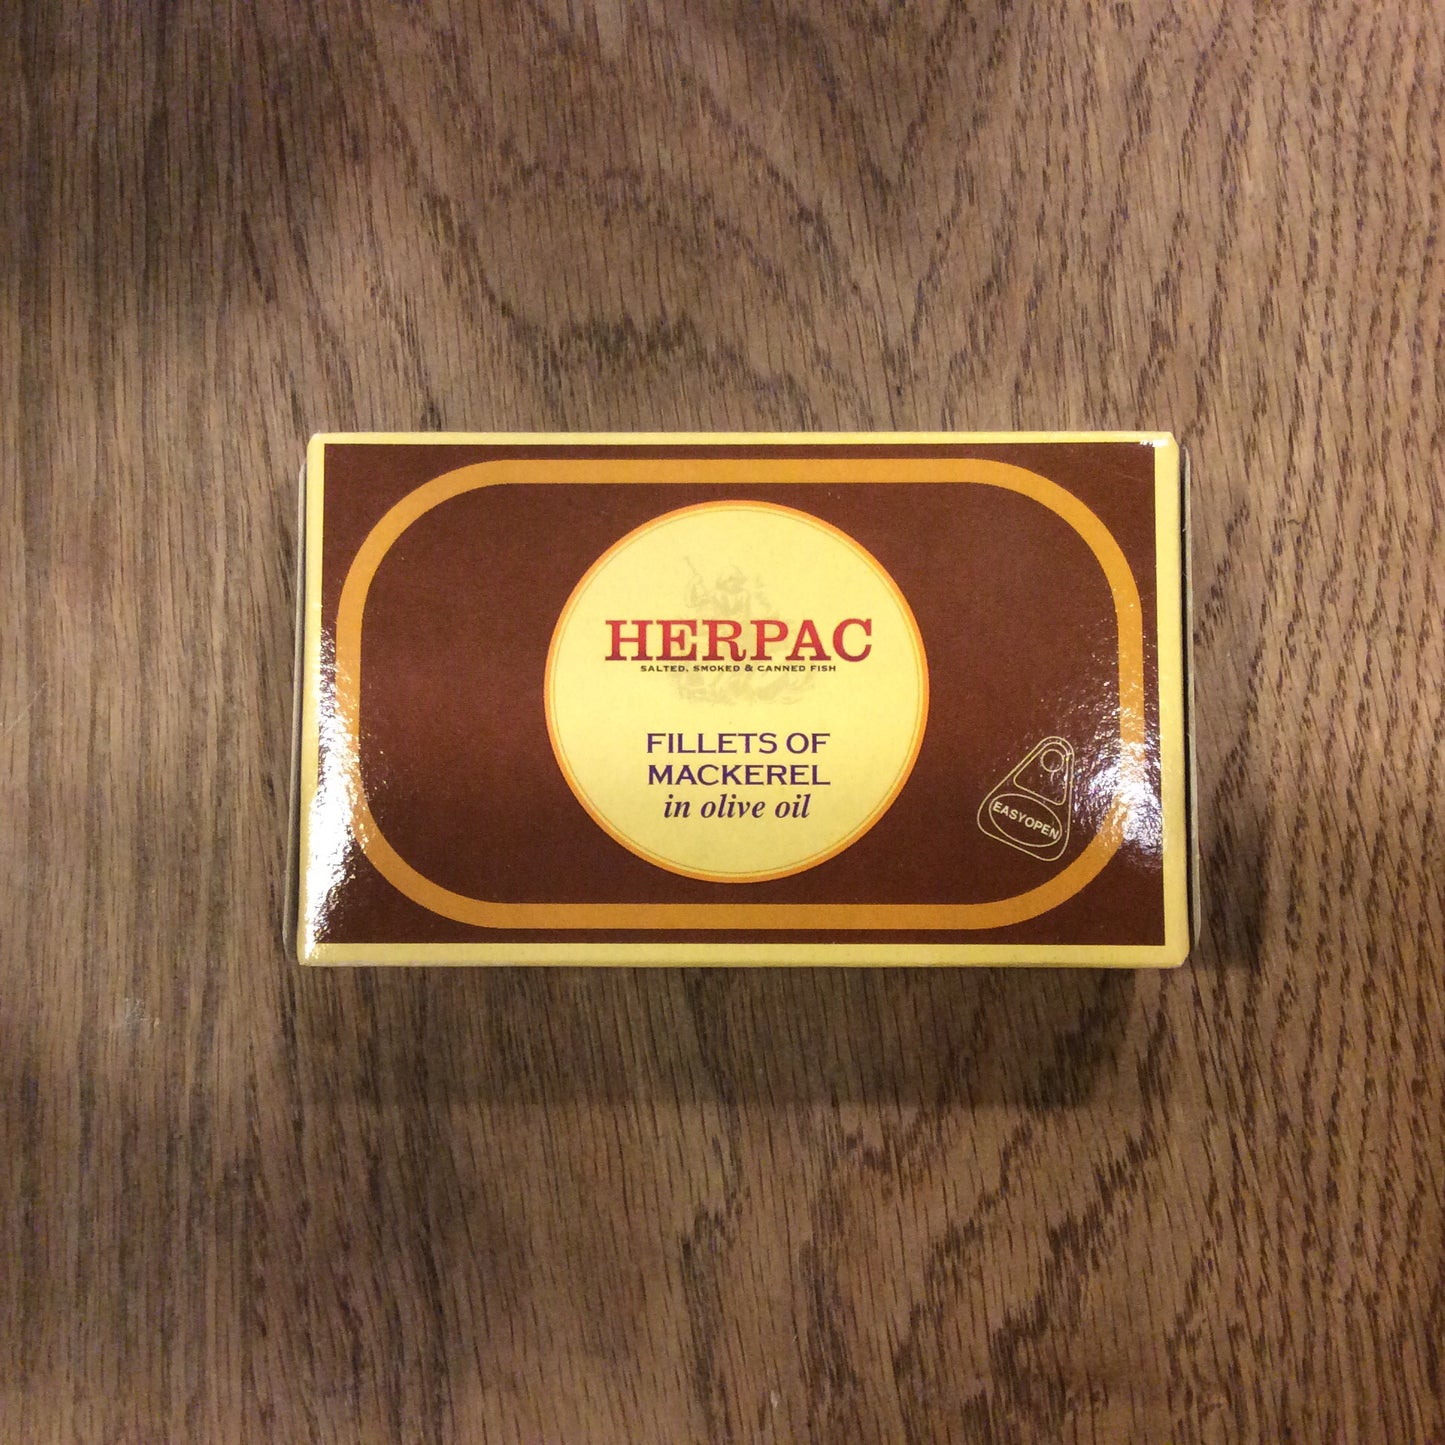 HERPAC
SALTED, SMOKED & CANNED FISH
FILLETS OF
MACKEREL
in olive oil
EASYOPEN